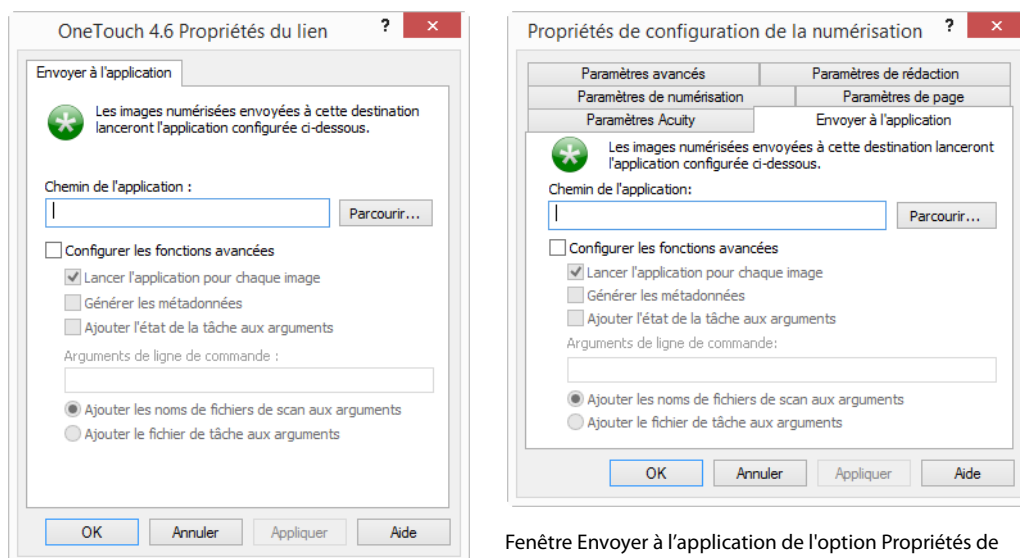 OneTouch 4.6 Propriétés du lien ? ×
Envoyer à l'application
Les images numérisées envoyées à cette destination
lanceront l'application configurée ci-dessous.
Chemin de l'application :
Parcourir...
Configurer les fonctions avancées
Lancer l'application pour chaque image
Générer les métadonnées
Ajouter l'état de la tâche aux arguments
Arguments de ligne de commande :
Ajouter les noms de fichiers de scan aux arguments
Ajouter le fichier de tâche aux arguments
OK Annuler Appliquer Aide
Propriétés de configuration de la numérisation ? ×
Paramètres avancés Paramètres de rédaction
Paramètres de numérisation Paramètres de page
Paramètres Acuity Envoyer à l'application
Les images numérisées envoyées à cette destination lanceront
l'application configurée ci-dessous.
Chemin de l'application:
Parcourir...
Configurer les fonctions avancées
Lancer l'application pour chaque image
Générer les métadonnées
Ajouter l'état de la tâche aux arguments
Arguments de ligne de commande:
Ajouter les noms de fichiers de scan aux arguments
Ajouter le fichier de tâche aux arguments
OK Annuler Appliquer Aide
Fenêtre Envoyer à l’application de l'option Propriétés de